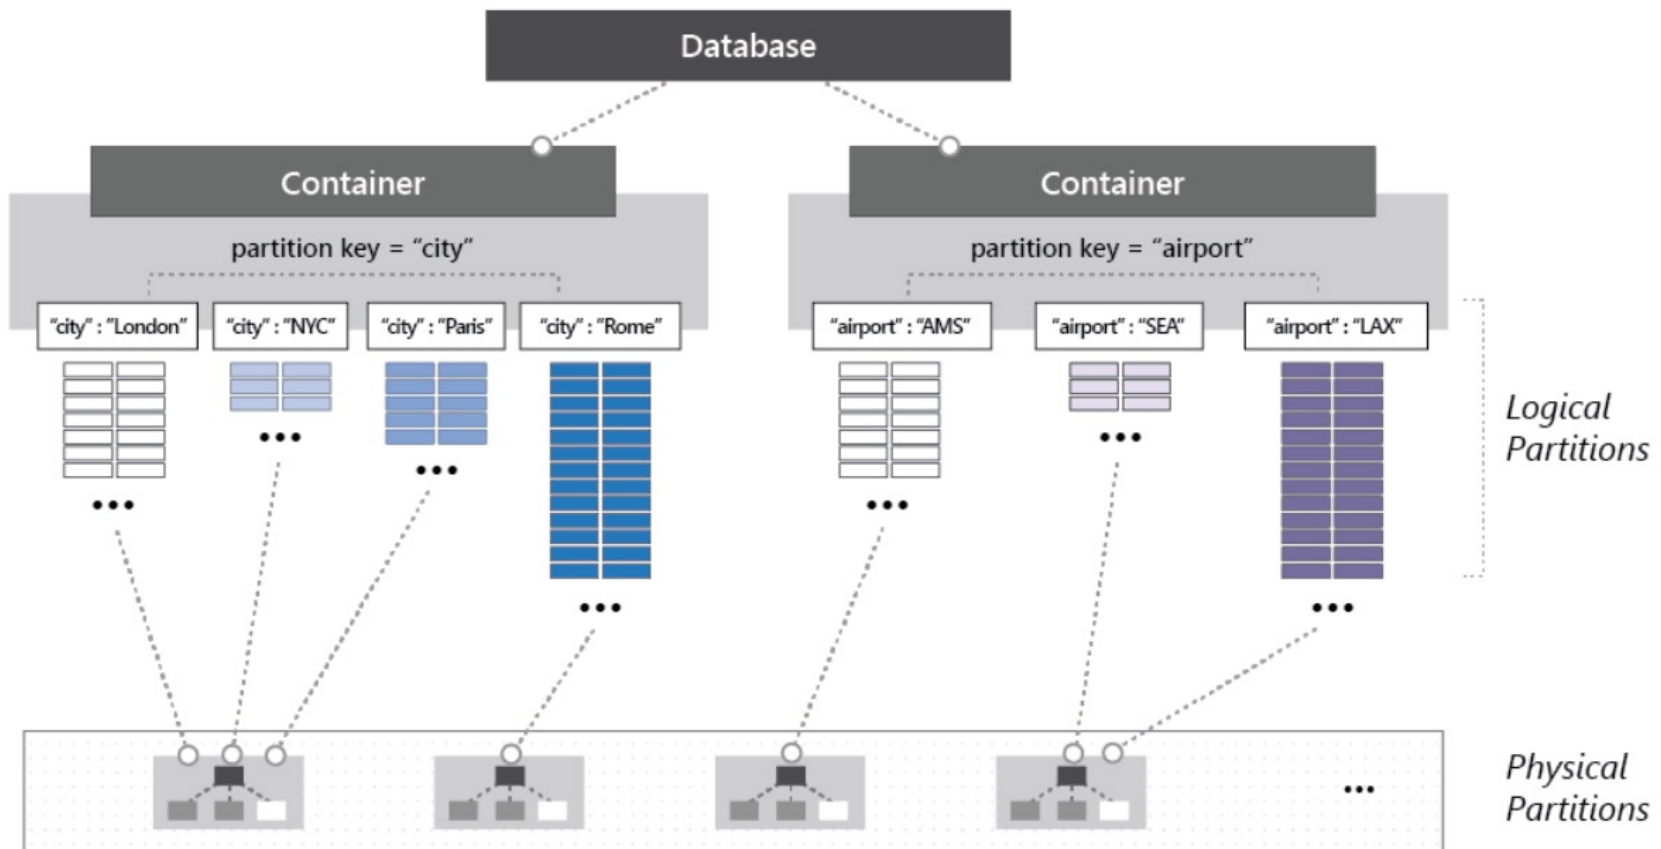 Database
Container
Container
partition key = “city”
partition key = “airport”
“city” : “London”
“city” : “NYC”
“city” : “Paris”
“city” : “Rome”
“airport” : “AMS”
“airport” : “SEA”
“airport” : “LAX”
•••
•••
•••
•••
•••
•••
•••
Logical
Partitions
•••
Physical
Partitions